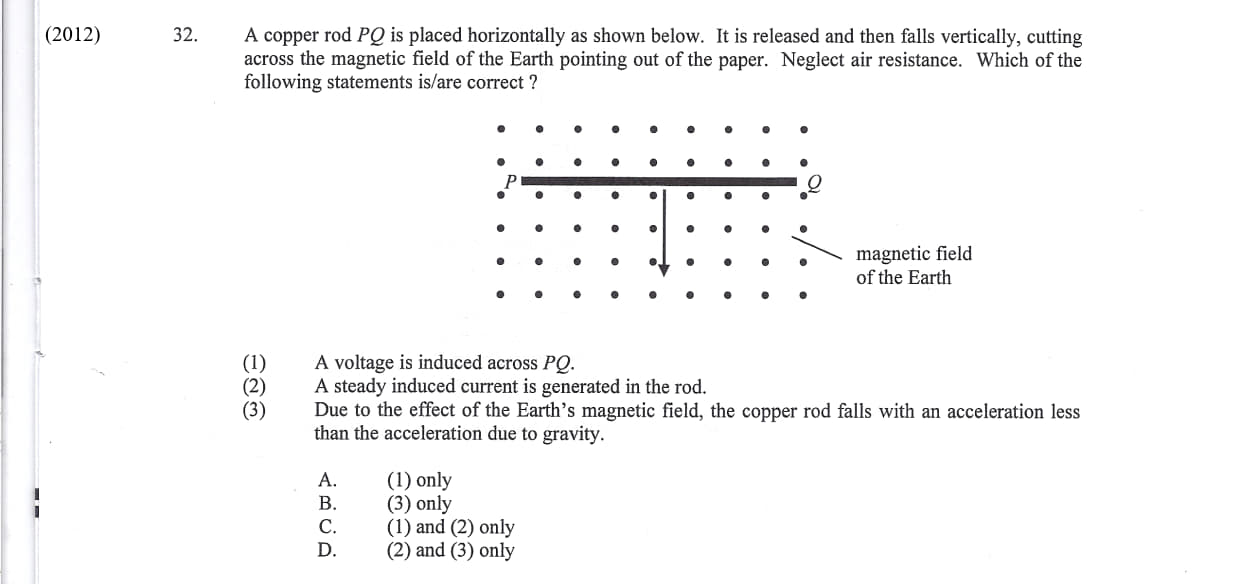 (2012) 32. A copper rod PQ is placed horizontally as shown below. It is released and then falls vertically, cutting
across the magnetic field of the Earth pointing out of the paper. Neglect air resistance. Which of the
following statements is/are correct ?
P Q
magnetic field
of the Earth
(1) A voltage is induced across PQ.
(2) A steady induced current is generated in the rod.
(3) Due to the effect of the Earth's magnetic field, the copper rod falls with an acceleration less
than the acceleration due to gravity.
A. (1) only
B. (3) only
C. (1) and (2) only
D. (2) and (3) only